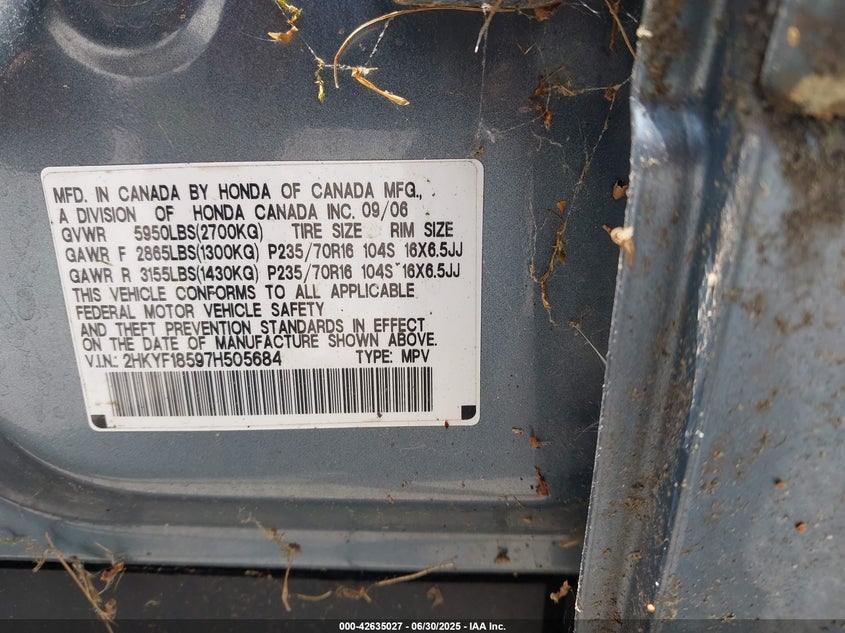 MFD. IN CANADA BY HONDA OF CANADA MFG.,
A DIVISION OF HONDA CANADA INC. 09/06
GVWR 5950LBS(2700KG) TIRE SIZE RIM SIZE
GAWR F 2865LBS(1300KG) P235/70R16 104S 16X6.5JJ
GAWR R 3155LBS(1430KG) P235/70R16 104S 16X6.5JJ
THIS VEHICLE CONFORMS TO ALL APPLICABLE
FEDERAL MOTOR VEHICLE SAFETY
AND THEFT PREVENTION STANDARDS IN EFFECT
ON THE DATE OF MANUFACTURE SHOWN ABOVE.
V.I.N.: 2HKYF18597H505684 TYPE: MPV
000-42635027 - 06/30/2025 - IAA Inc.